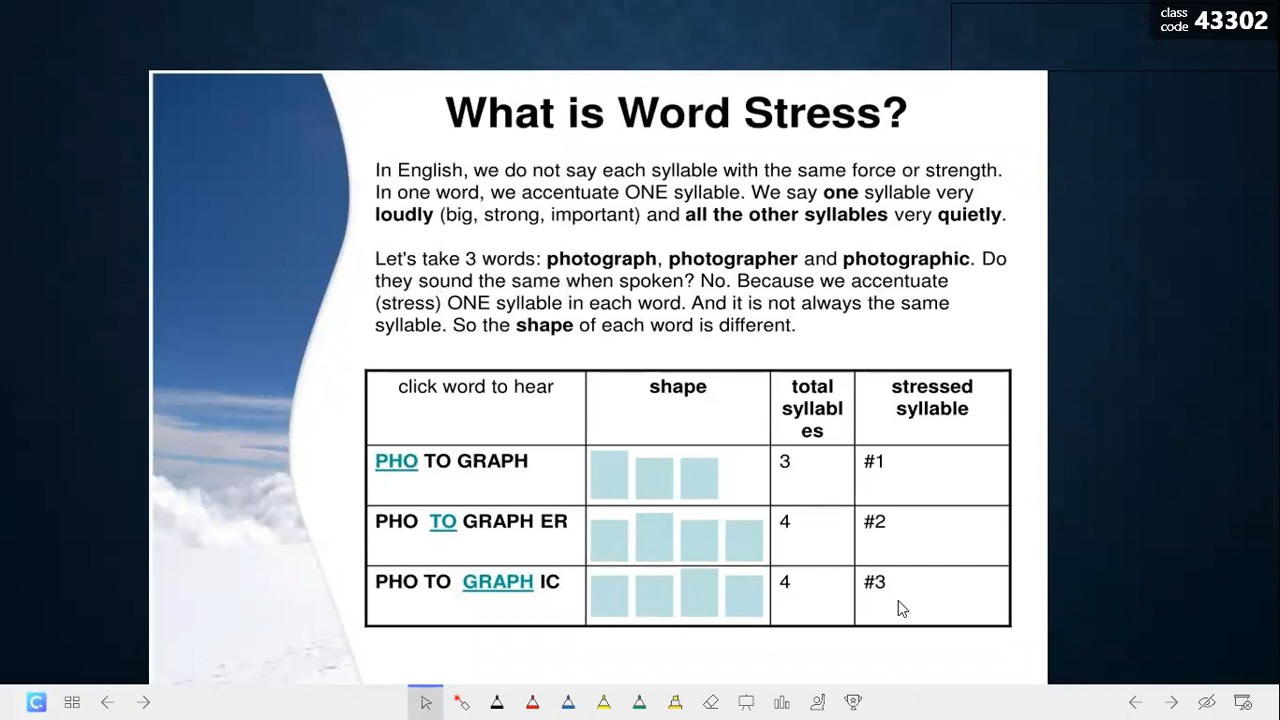 class
code 43302
What is Word Stress?
In English, we do not say each syllable with the same force or strength.
In one word, we accentuate ONE syllable. We say one syllable very
loudly (big, strong, important) and all the other syllables very quietly.
Let's take 3 words: photograph, photographer and photographic. Do
they sound the same when spoken? No. Because we accentuate
(stress) ONE syllable in each word. And it is not always the same
syllable. So the shape of each word is different.
click word to hear shape total stressed
syllabl syllable
es
PHO TO GRAPH 3 #1
PHO TO GRAPH ER 4 #2
PHO TO GRAPH IC 4 #3